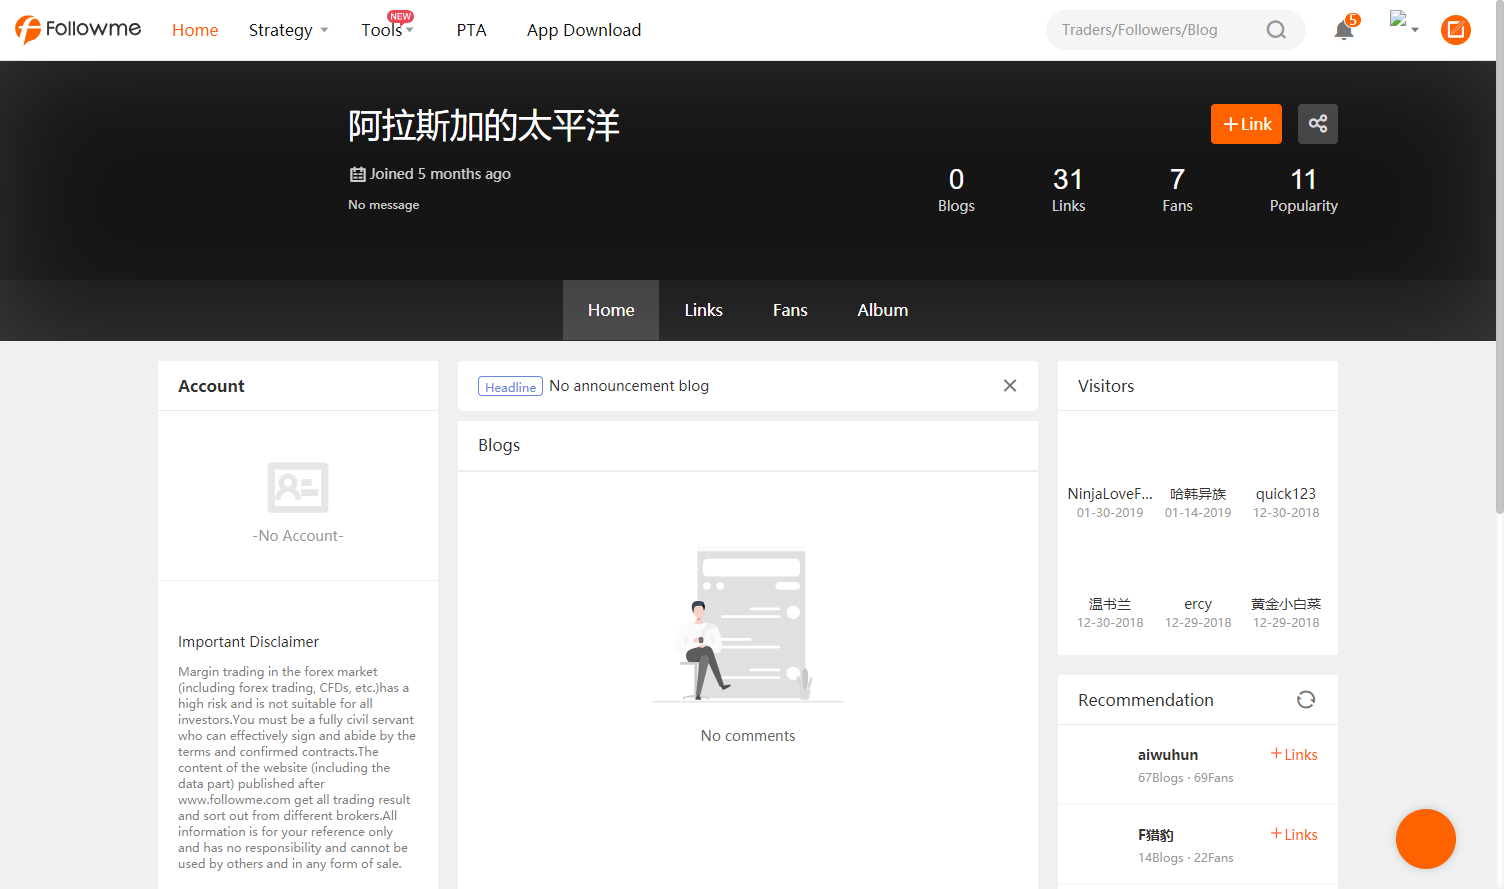 Followme
Home
Strategy
Tools
NEW
PTA
App Download
Traders/Followers/Blog
5
阿拉斯加的太平洋
+Link
Joined 5 months ago
No message
0
Blogs
31
Links
7
Fans
11
Popularity
Home
Links
Fans
Album
Account
-No Account-
Important Disclaimer
Margin trading in the forex market
(including forex trading, CFDs, etc.)has a
high risk and is not suitable for all
investors.You must be a fully civil servant
who can effectively sign and abide by the
terms and confirmed contracts.The
content of the website (including the
data part) published after
www.followme.com get all trading result
and sort out from different brokers.All
information is for your reference only
and has no responsibility and cannot be
used by others and in any form of sale.
Headline No announcement blog
Blogs
No comments
Visitors
NinjaLoveF...
01-30-2019
哈韩异族
01-14-2019
quick123
12-30-2018
温书兰
12-30-2018
ercy
12-29-2018
黄金小白菜
12-29-2018
Recommendation
aiwuhun
+Links
67Blogs · 69Fans
F猎豹
+Links
14Blogs · 22Fans